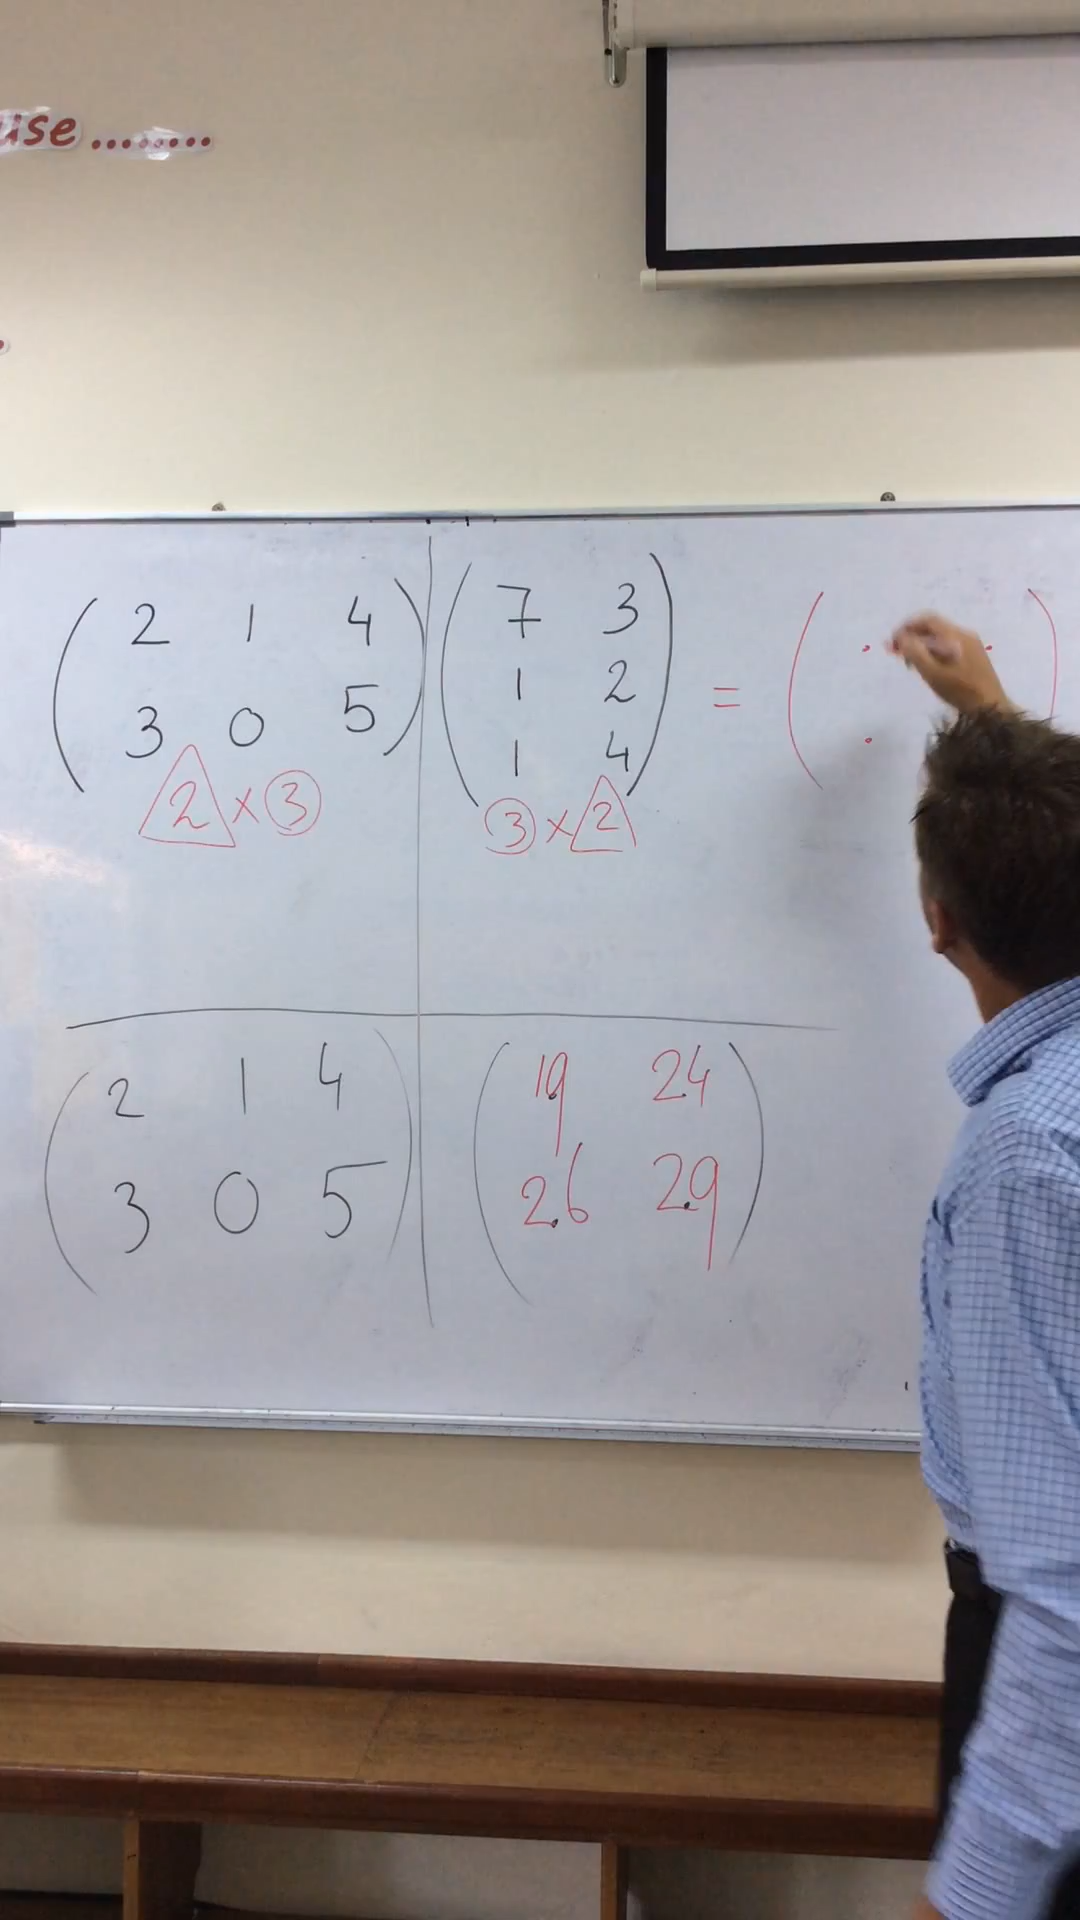 use ........
( 2 1 4 ) ( 7 3 ) = ( . . )
( 3 0 5 ) ( 1 2 ) .
( 1 4 )
2 x 3 3 x 2
( 2 1 4 ) ( 19 24 )
( 3 0 5 ) ( 26 29 )